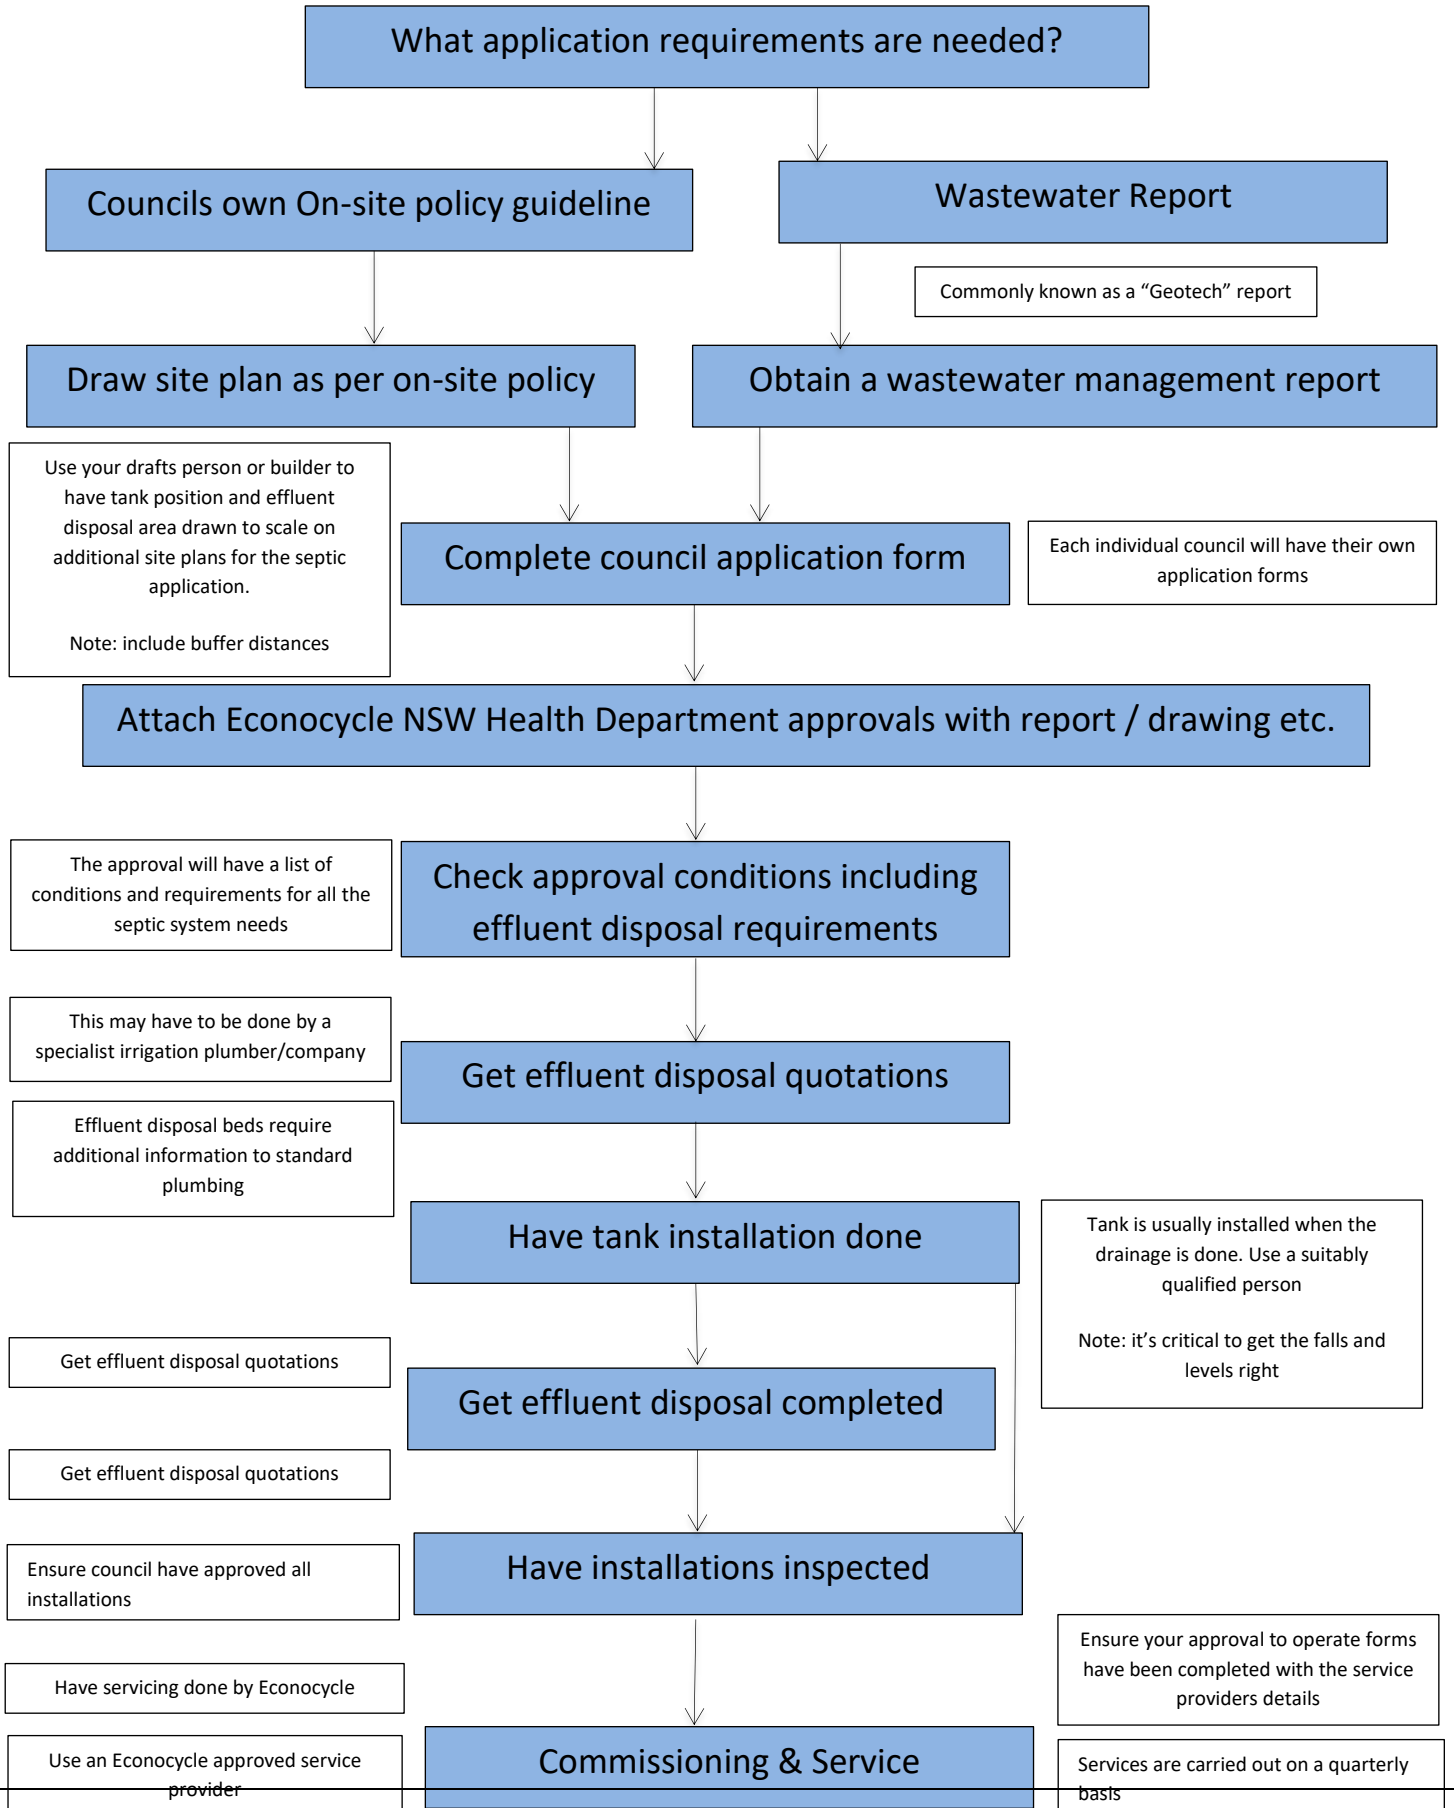 What application requirements are needed?
Councils own On-site policy guideline
Wastewater Report
Commonly known as a “Geotech” report
Draw site plan as per on-site policy
Obtain a wastewater management report
Use your drafts person or builder to
have tank position and effluent
disposal area drawn to scale on
additional site plans for the septic
application.
Note: include buffer distances
Complete council application form
Each individual council will have their own
application forms
Attach Econocycle NSW Health Department approvals with report / drawing etc.
The approval will have a list of
conditions and requirements for all the
septic system needs
Check approval conditions including
effluent disposal requirements
This may have to be done by a
specialist irrigation plumber/company
Get effluent disposal quotations
Effluent disposal beds require
additional information to standard
plumbing
Have tank installation done
Tank is usually installed when the
drainage is done. Use a suitably
qualified person
Note: it’s critical to get the falls and
levels right
Get effluent disposal quotations
Get effluent disposal completed
Get effluent disposal quotations
Have installations inspected
Ensure council have approved all
installations
Ensure your approval to operate forms
have been completed with the service
providers details
Have servicing done by Econocycle
Use an Econocycle approved service
provider
Commissioning & Service
Services are carried out on a quarterly
basis